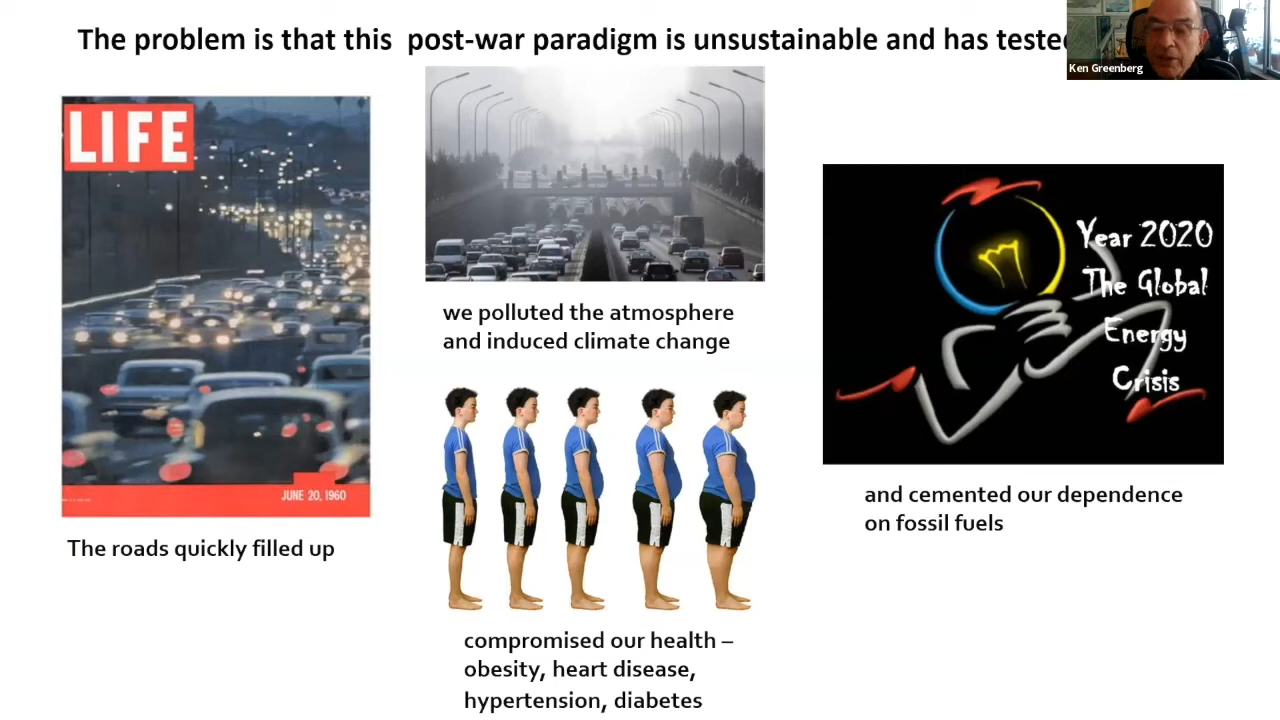 The problem is that this  post-war paradigm is unsustainable and has tested
Ken Greenberg
LIFE
JUNE 20, 1960
The roads quickly filled up
we polluted the atmosphere
and induced climate change
compromised our health –
obesity, heart disease,
hypertension, diabetes
Year 2020
The Global
Energy
Crisis
and cemented our dependence
on fossil fuels